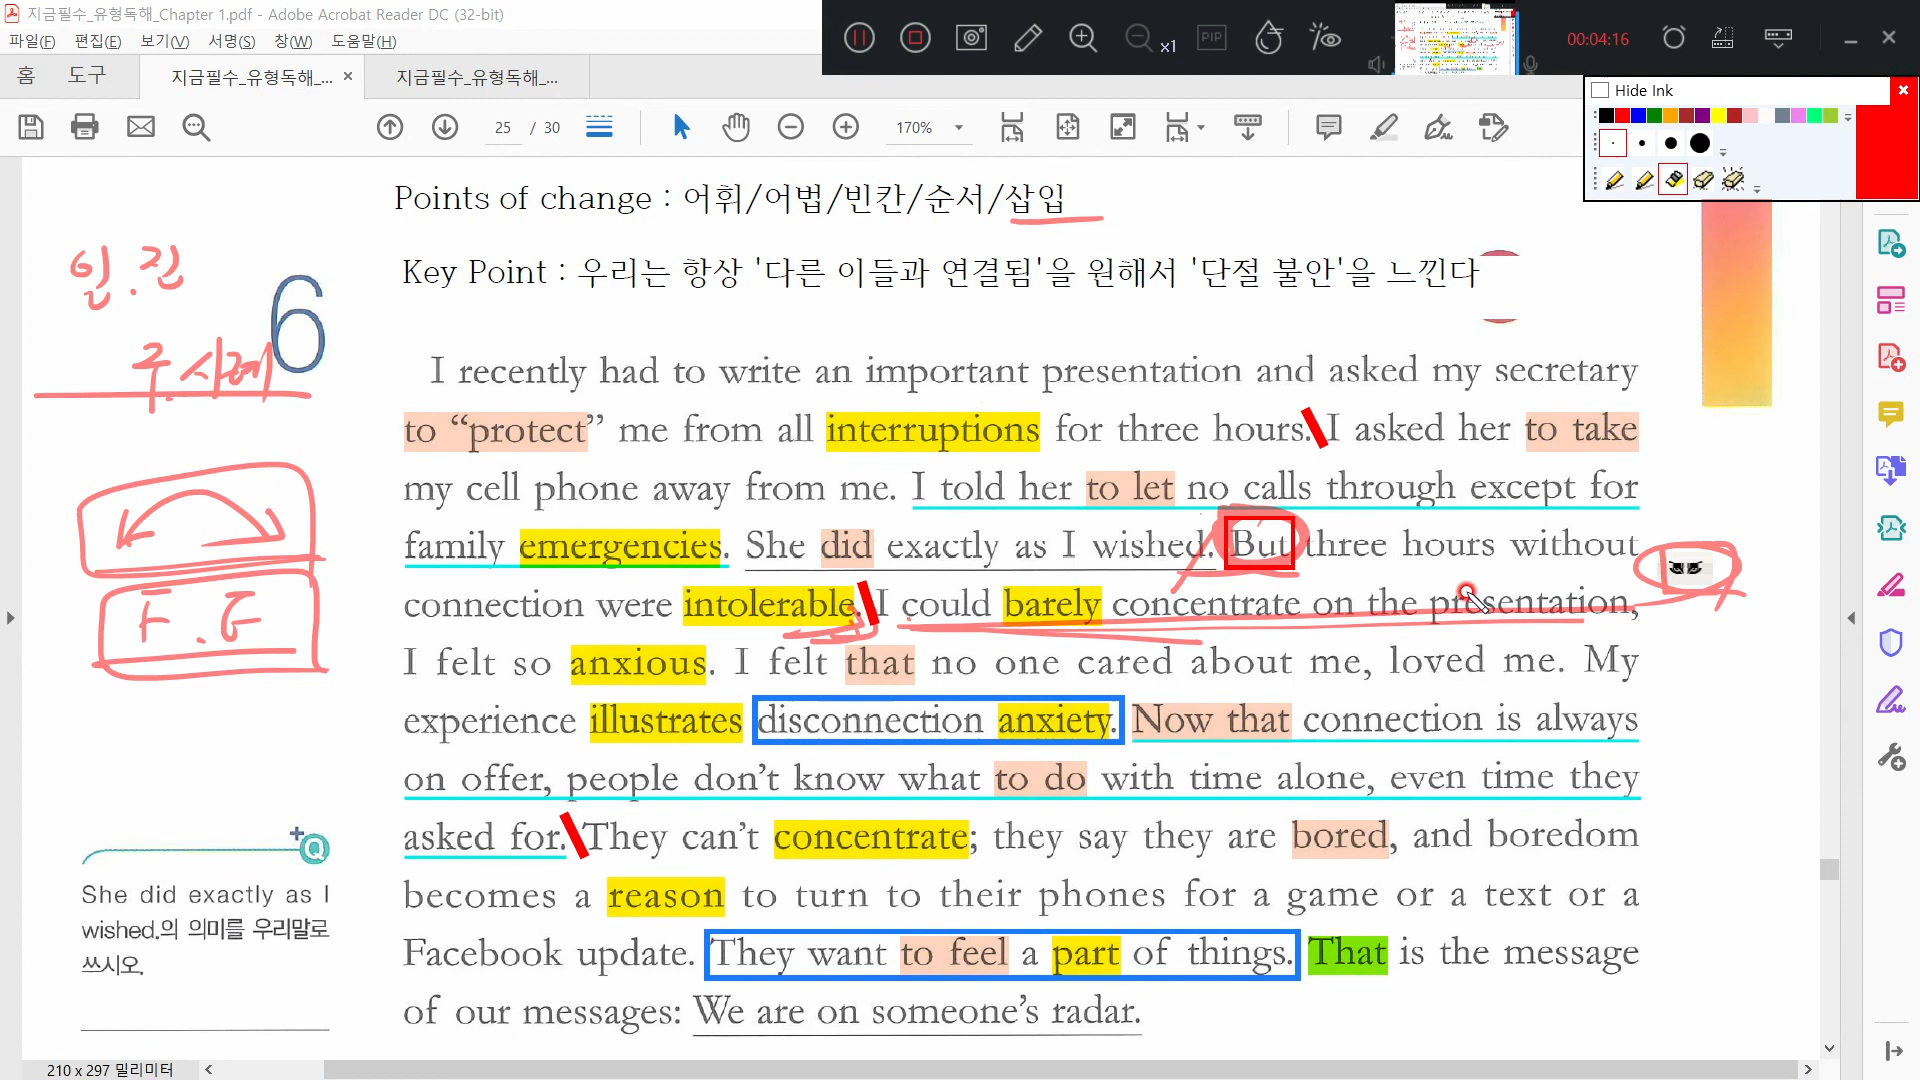 지금필수_유형독해_Chapter 1.pdf - Adobe Acrobat Reader DC (32-bit)
파일(F) 편집(E) 보기(V) 서명(S) 창(W) 도움말(H)
x1 PIP 00:04:16
홈 도구 지금필수_유형독해_... × 지금필수_유형독해_...
Hide Ink
25 / 30 170%
Points of change : 어휘/어법/빈칸/순서/삽입
Key Point : 우리는 항상 '다른 이들과 연결됨'을 원해서 '단절 불안'을 느낀다
6
I recently had to write an important presentation and asked my secretary
to “protect” me from all interruptions for three hours. I asked her to take
my cell phone away from me. I told her to let no calls through except for
family emergencies. She did exactly as I wished. But three hours without
connection were intolerable. I could barely concentrate on the presentation,
I felt so anxious. I felt that no one cared about me, loved me. My
experience illustrates disconnection anxiety. Now that connection is always
on offer, people don’t know what to do with time alone, even time they
asked for. They can’t concentrate; they say they are bored, and boredom
becomes a reason to turn to their phones for a game or a text or a
Facebook update. They want to feel a part of things. That is the message
of our messages: We are on someone’s radar.
+Q
She did exactly as I
wished.의 의미를 우리말로
쓰시오.
210 x 297 밀리미터